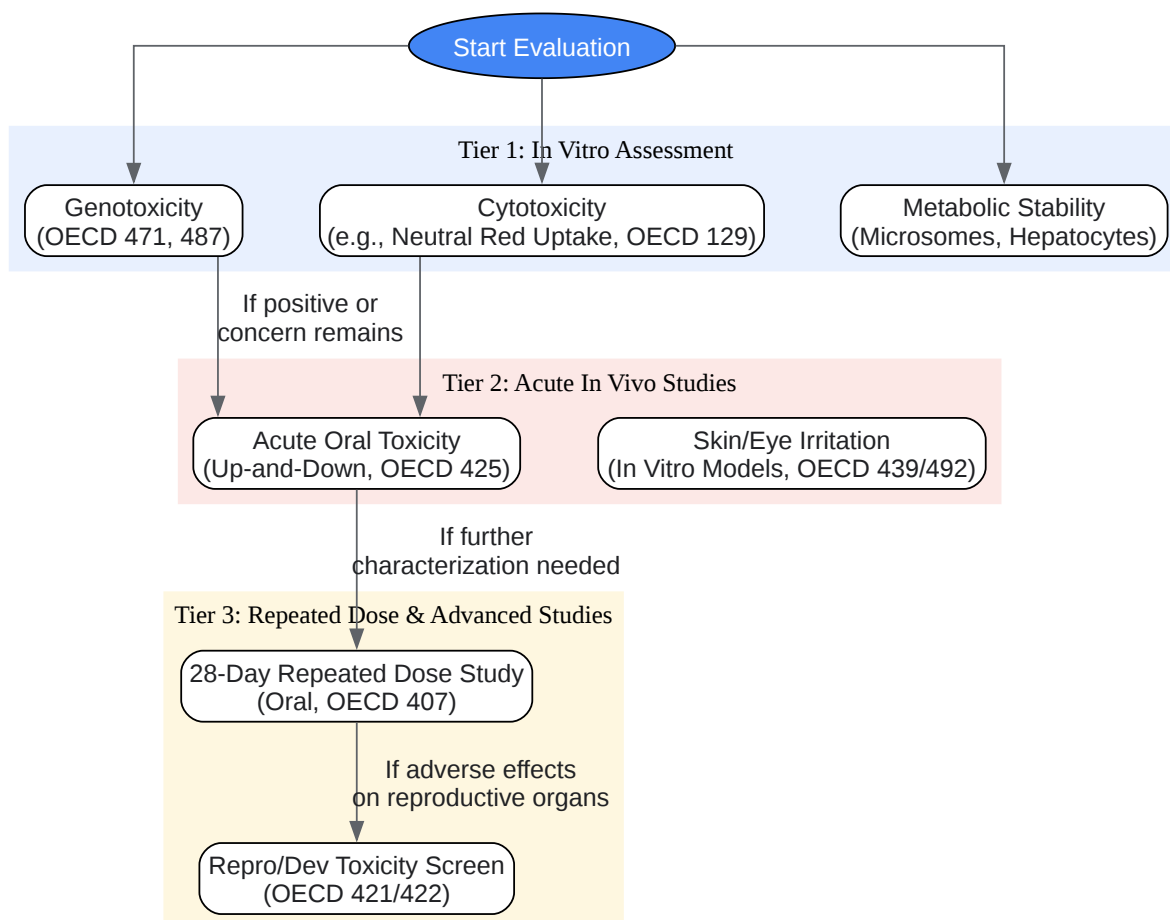 Start Evaluation
Tier 1: In Vitro Assessment
Genotoxicity
(OECD 471, 487)
Cytotoxicity
(e.g., Neutral Red Uptake, OECD 129)
Metabolic Stability
(Microsomes, Hepatocytes)
If positive or
concern remains
Tier 2: Acute In Vivo Studies
Acute Oral Toxicity
(Up-and-Down, OECD 425)
Skin/Eye Irritation
(In Vitro Models, OECD 439/492)
If further
characterization needed
Tier 3: Repeated Dose & Advanced Studies
28-Day Repeated Dose Study
(Oral, OECD 407)
If adverse effects
on reproductive organs
Repro/Dev Toxicity Screen
(OECD 421/422)